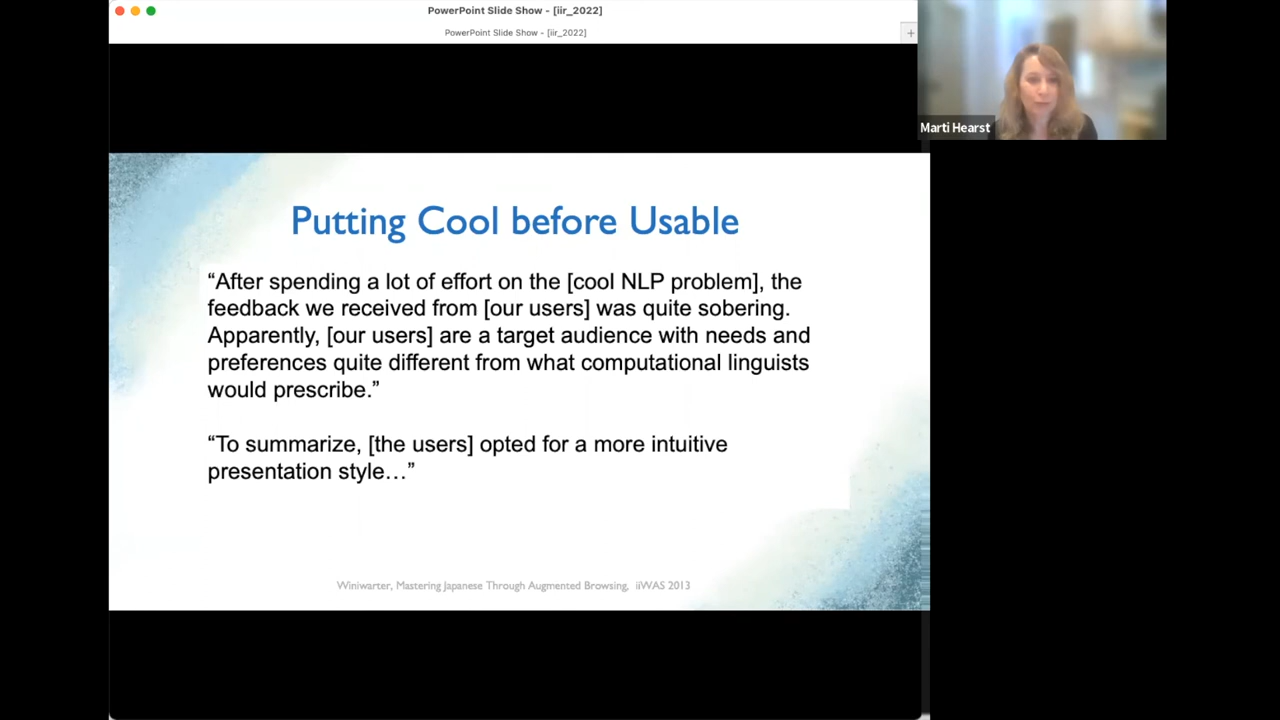 PowerPoint Slide Show - [iir_2022]
PowerPoint Slide Show - [iir_2022]
+
Marti Hearst
Putting Cool before Usable
“After spending a lot of effort on the [cool NLP problem], the
feedback we received from [our users] was quite sobering.
Apparently, [our users] are a target audience with needs and
preferences quite different from what computational linguists
would prescribe.”
“To summarize, [the users] opted for a more intuitive
presentation style…”
Winiwarter, Mastering Japanese Through Augmented Browsing, iiWAS 2013